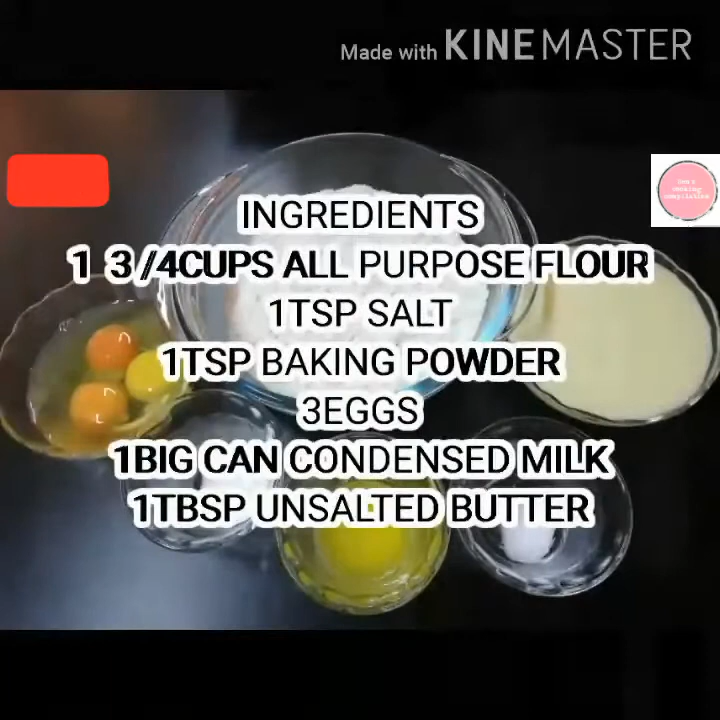 Made with KINEMASTER
INGREDIENTS
1 3/4CUPS ALL PURPOSE FLOUR
1TSP SALT
1TSP BAKING POWDER
3EGGS
1BIG CAN CONDENSED MILK
1TBSP UNSALTED BUTTER